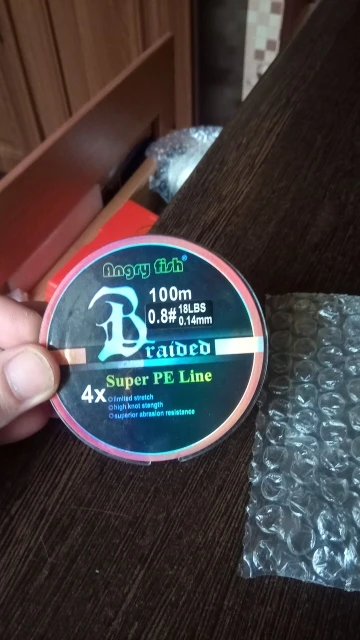 Angry fish®
100m
0.8# 18LBS
0.14mm
Braided
Super PE Line
4x
limited stretch
high knot stength
superior abrasion resistance